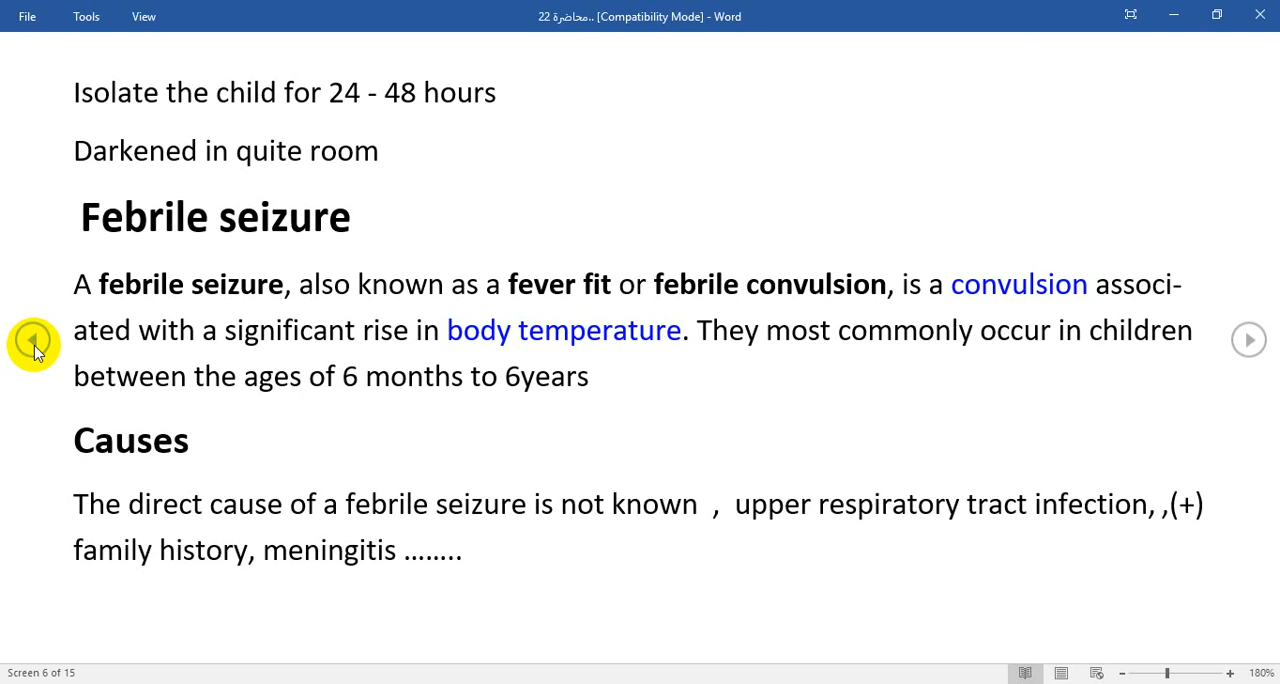 File Tools View
محاضرة 22.. [Compatibility Mode] - Word
Isolate the child for 24 - 48 hours
Darkened in quite room
Febrile seizure
A febrile seizure, also known as a fever fit or febrile convulsion, is a convulsion associ-
ated with a significant rise in body temperature. They most commonly occur in children
between the ages of 6 months to 6years
Causes
The direct cause of a febrile seizure is not known , upper respiratory tract infection, ,(+)
family history, meningitis ........
Screen 6 of 15
180%